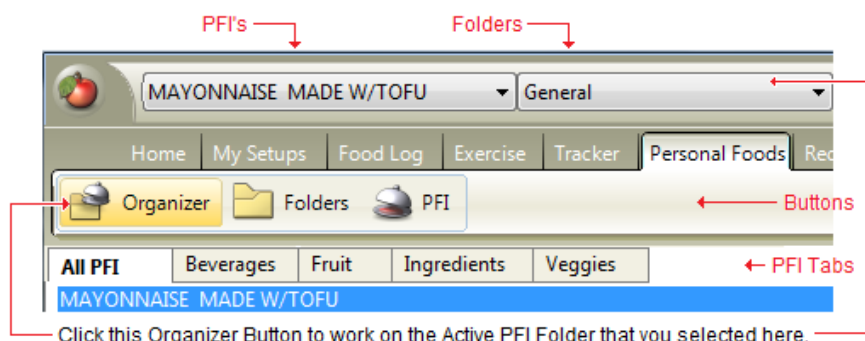 PFI's Folders
MAYONNAISE MADE W/TOFU General
Home My Setups Food Log Exercise Tracker Personal Foods
Organizer Folders PFI Buttons
All PFI Beverages Fruit Ingredients Veggies PFI Tabs
MAYONNAISE MADE W/TOFU
Click this Organizer Button to work on the Active PFI Folder that you selected here.